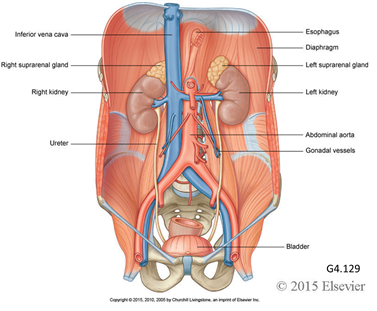 Inferior vena cava
Esophagus
Diaphragm
Right suprarenal gland
Left suprarenal gland
Right kidney
Left kidney
Ureter
Abdominal aorta
Gonadal vessels
Bladder
G4.129
© 2015 Elsevier
Copyright © 2015, 2010, 2005 by Churchill Livingstone, an imprint of Elsevier Inc.